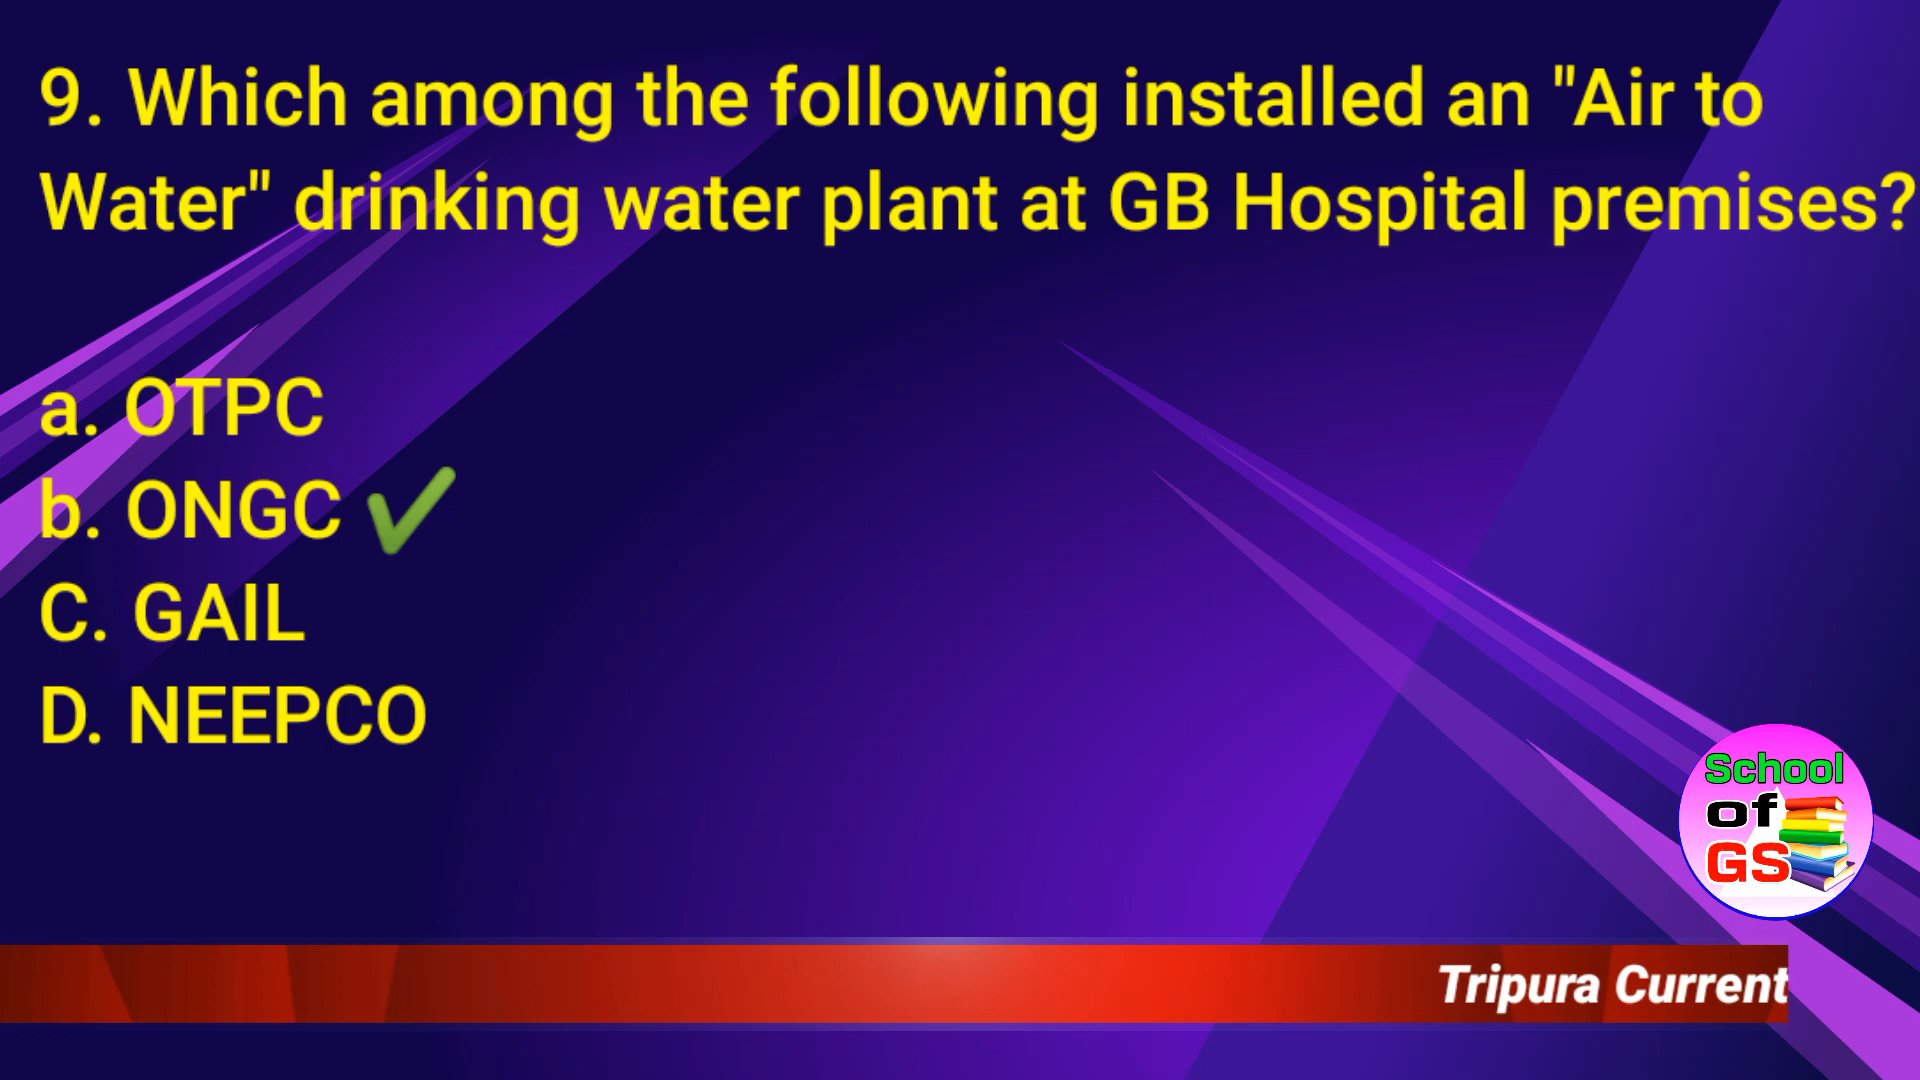 9. Which among the following installed an "Air to
Water" drinking water plant at GB Hospital premises?
a. OTPC
b. ONGC ✔
C. GAIL
D. NEEPCO
School
of
GS
Tripura Current